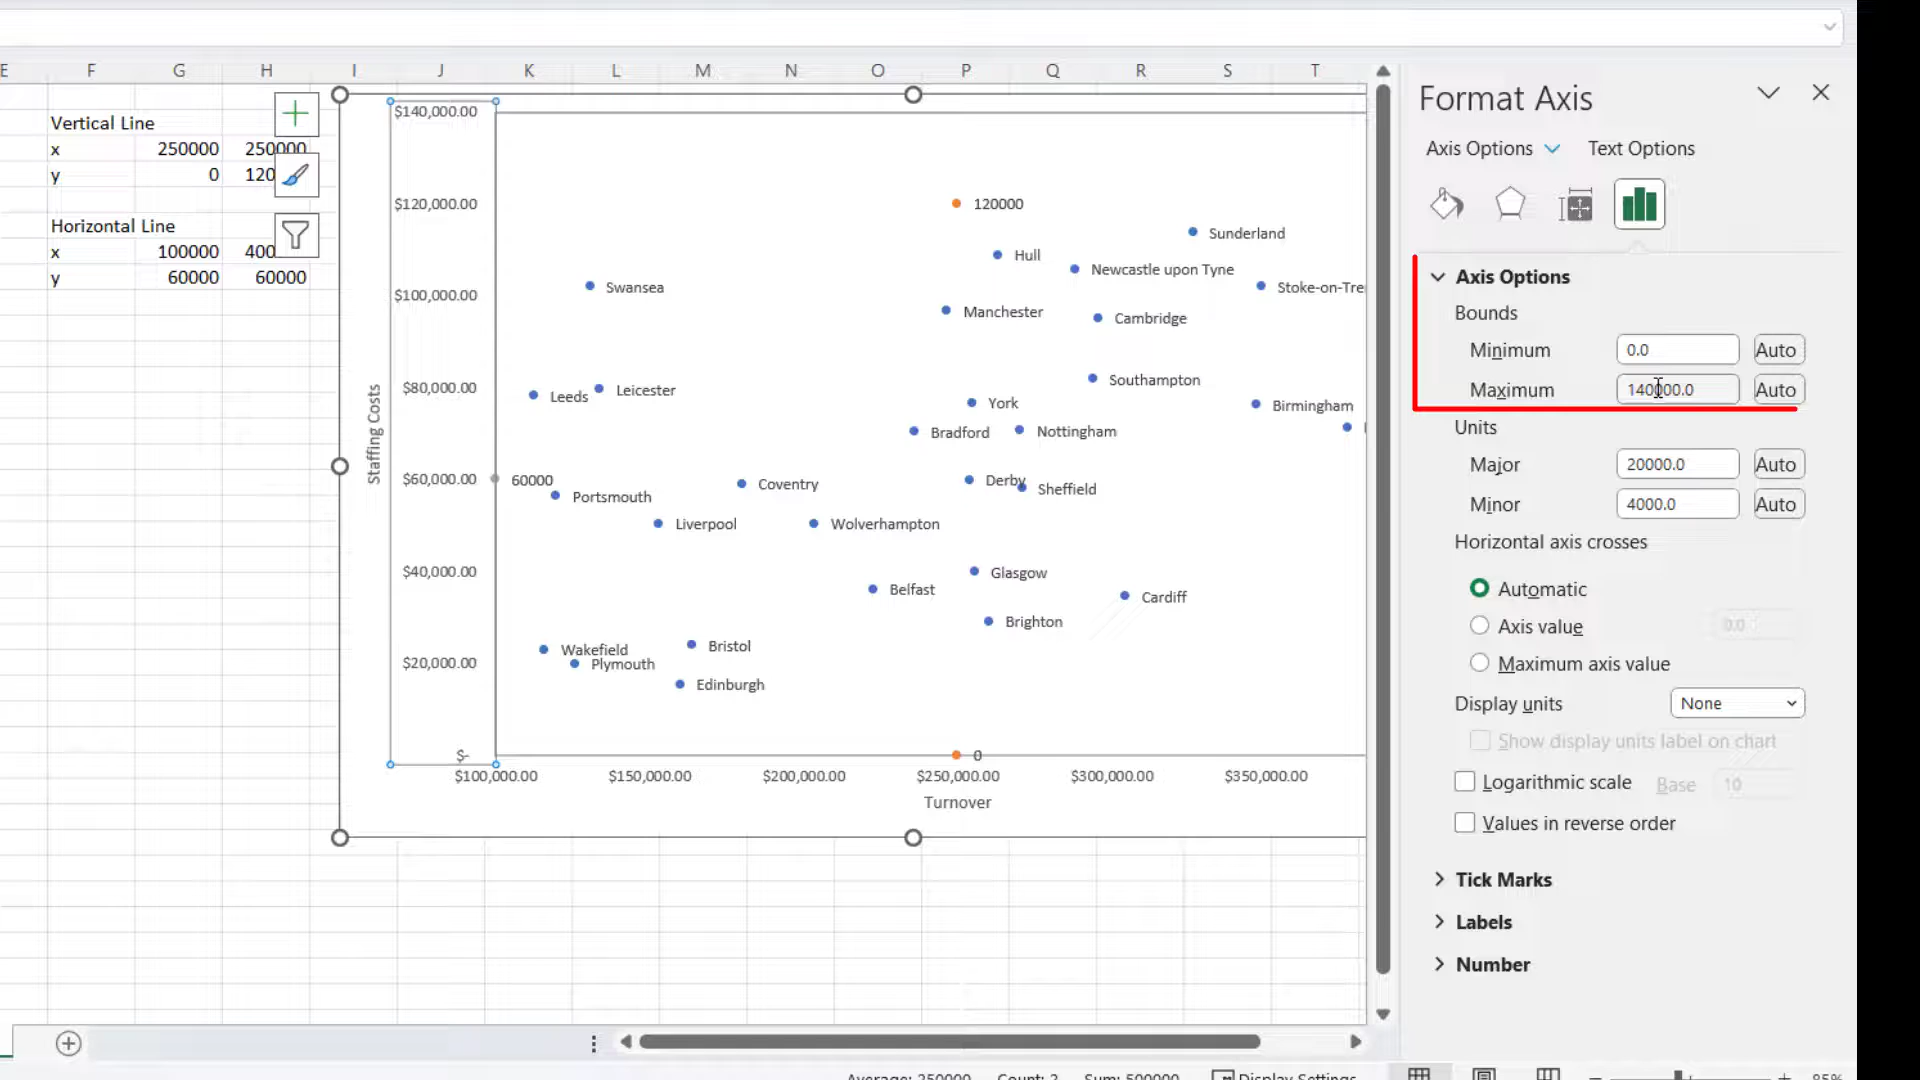 E F G H I J K L M N O P Q R S T
Vertical Line
x 250000 250000
y 0 120
Horizontal Line
x 100000 400
y 60000 60000
Staffing Costs
$140,000.00
$120,000.00
$100,000.00
$80,000.00
$60,000.00
$40,000.00
$20,000.00
$-
120000
Sunderland
Hull
Newcastle upon Tyne
Swansea
Stoke-on-Tre
Manchester
Cambridge
Southampton
Leeds
Leicester
York
Birmingham
Bradford
Nottingham
60000
Portsmouth
Coventry
Derby
Sheffield
Liverpool
Wolverhampton
Glasgow
Belfast
Cardiff
Brighton
Wakefield
Bristol
Plymouth
Edinburgh
0
$100,000.00 $150,000.00 $200,000.00 $250,000.00 $300,000.00 $350,000.00
Turnover
Format Axis
Axis Options Text Options
Axis Options
Bounds
Minimum 0.0 Auto
Maximum 140000.0 Auto
Units
Major 20000.0 Auto
Minor 4000.0 Auto
Horizontal axis crosses
Automatic
Axis value 0.0
Maximum axis value
Display units None
Show display units label on chart
Logarithmic scale Base 10
Values in reverse order
Tick Marks
Labels
Number
Average: 250000 Count: 2 Sum: 500000 Display Settings 85%